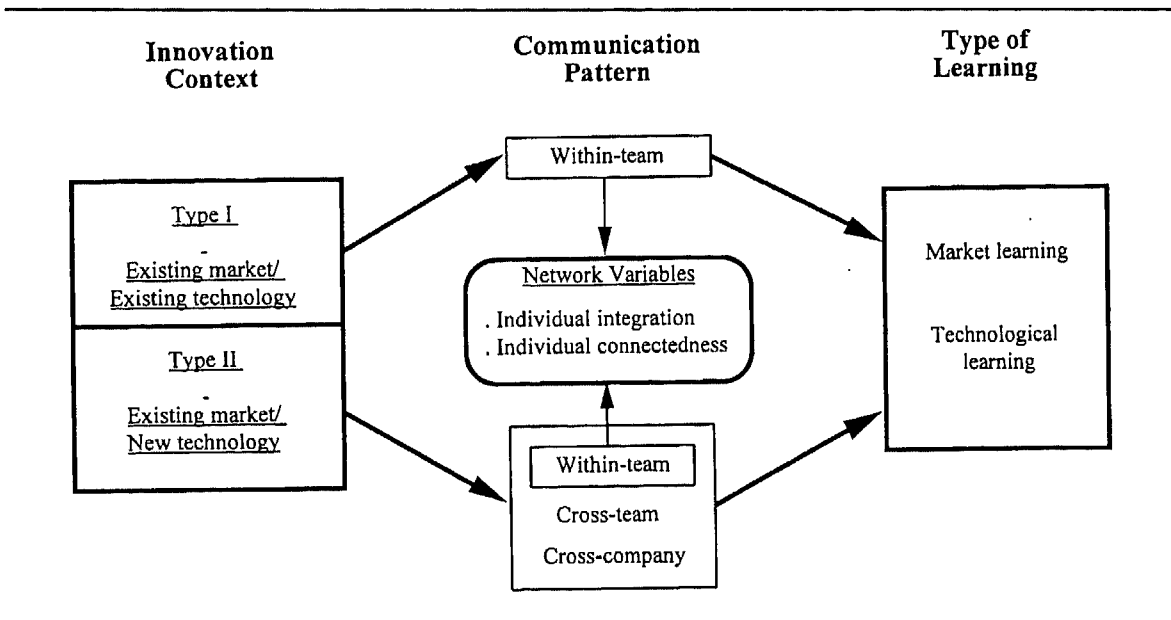 Innovation
Context
Communication
Pattern
Type of
Learning
Type I
-
Existing market/
Existing technology
Type II
-
Existing market/
New technology
Within-team
Network Variables
. Individual integration
. Individual connectedness
Within-team
Cross-team
Cross-company
Market learning
Technological
learning